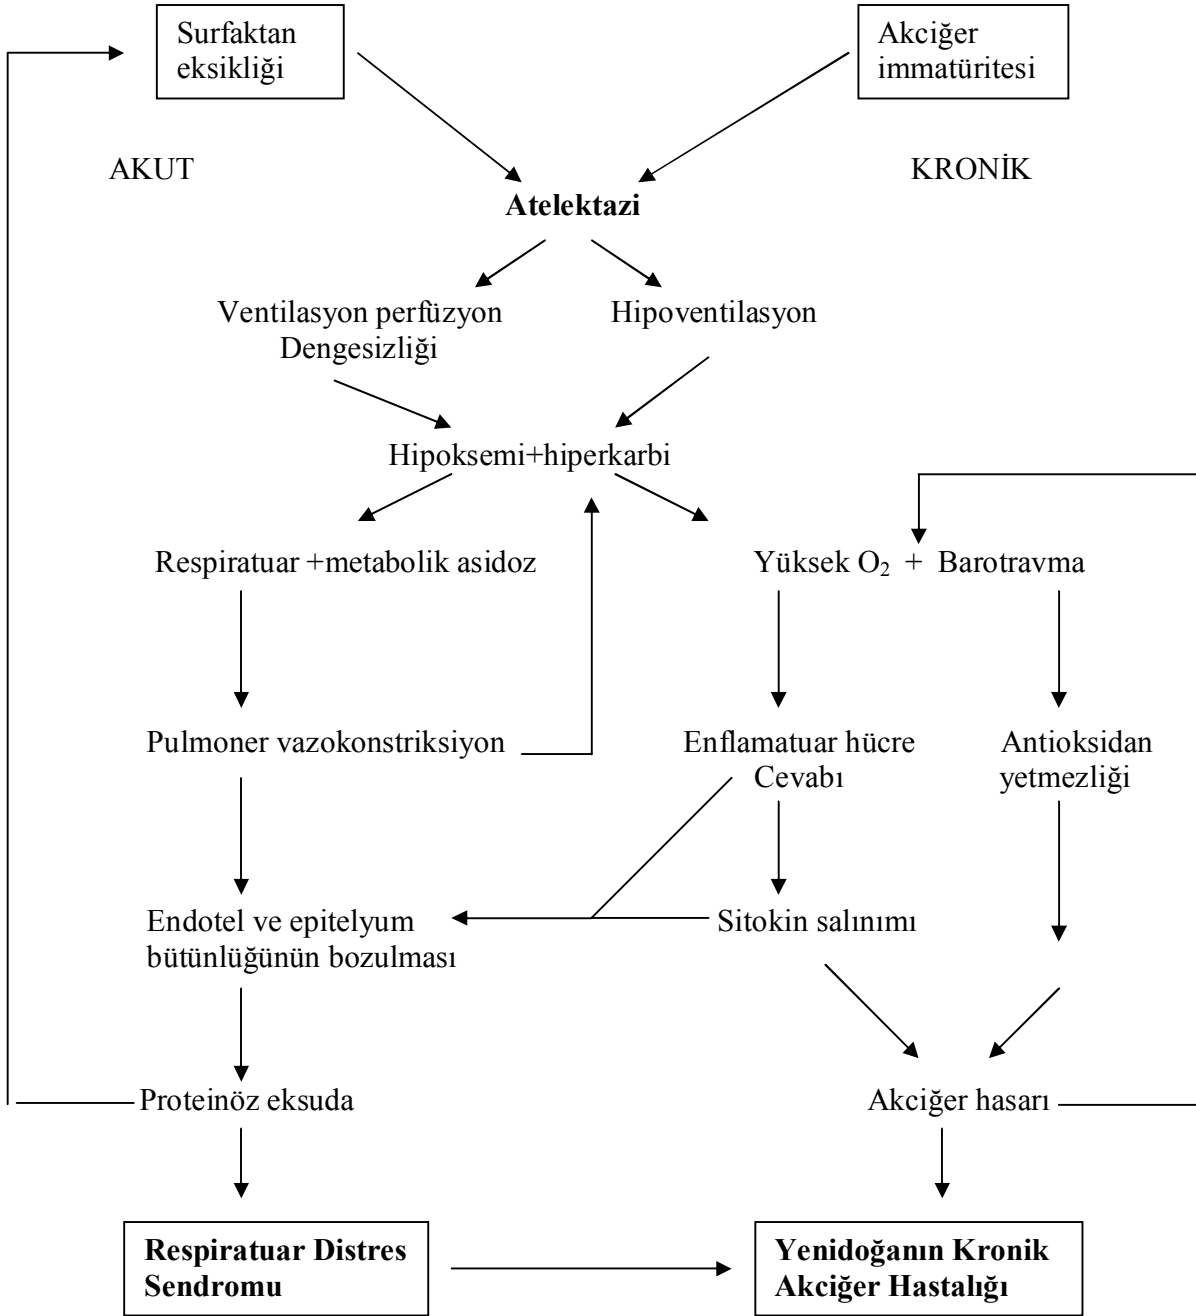 Surfaktan
eksikliği
Akciğer
immatüritesi
AKUT
KRONİK
Atelektazi
Ventilasyon perfüzyon
Dengesizliği
Hipoventilasyon
Hipoksemi+hiperkarbi
Respiratuar +metabolik asidoz
Yüksek O₂ + Barotravma
Pulmoner vazokonstriksiyon
Enflamatuar hücre
Cevabı
Antioksidan
yetmezliği
Endotel ve epitelyum
bütünlüğünün bozulması
Sitokin salınımı
Proteinöz eksuda
Akciğer hasarı
Respiratuar Distres
Sendromu
Yenidoğanın Kronik
Akciğer Hastalığı